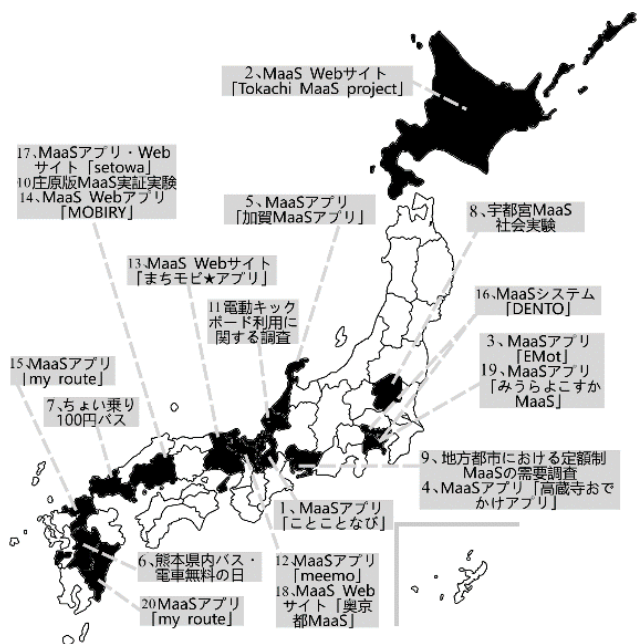 2、MaaS Webサイト
「Tokachi MaaS project」
17、MaaSアプリ・Web
サイト「setowa」
10庄原版MaaS実証実験
14、MaaS Webアプリ
「MOBIRY」
5、MaaSアプリ
「加賀MaaSアプリ」
8、宇都宮MaaS
社会実験
13、MaaS Webサイト
「まちモビ★アプリ」
11電動キック
ボード利用に
関する調査
16、MaaSシステム
「DENTO」
3、MaaSアプリ
「EMot」
19、MaaSアプリ
「みうらよこすか
MaaS」
15、MaaSアプリ
「my route」
7、ちょい乗り
100円バス
9、地方都市における定額制
MaaSの需要調査
4、MaaSアプリ「高蔵寺おで
かけアプリ」
1、MaaSアプリ
「ことことなび」
6、熊本県内バス・
電車無料の日
12、MaaSアプリ
「meemo」
18、MaaS Web
サイト「奥京
都MaaS」
20MaaSアプリ
「my route」